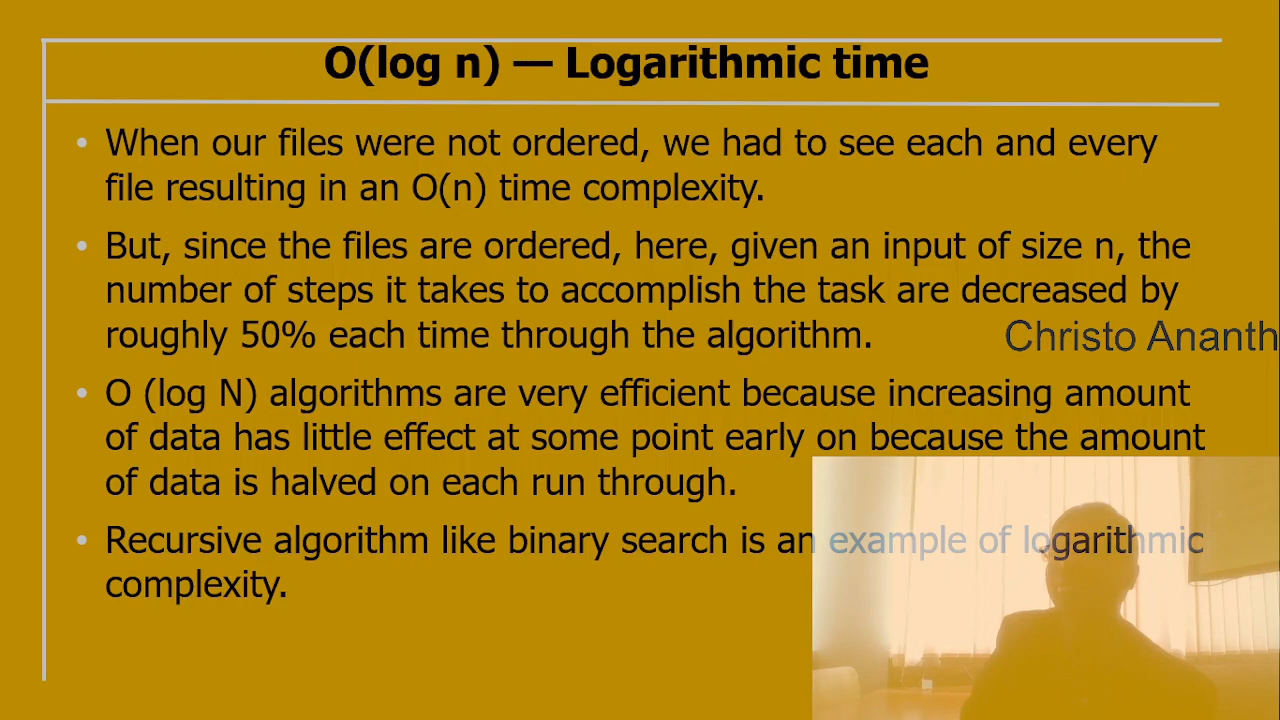 O(log n) — Logarithmic time
• When our files were not ordered, we had to see each and every
file resulting in an O(n) time complexity.
• But, since the files are ordered, here, given an input of size n, the
number of steps it takes to accomplish the task are decreased by
roughly 50% each time through the algorithm.
Christo Ananth
• O (log N) algorithms are very efficient because increasing amount
of data has little effect at some point early on because the amount
of data is halved on each run through.
• Recursive algorithm like binary search is an example of logarithmic
complexity.